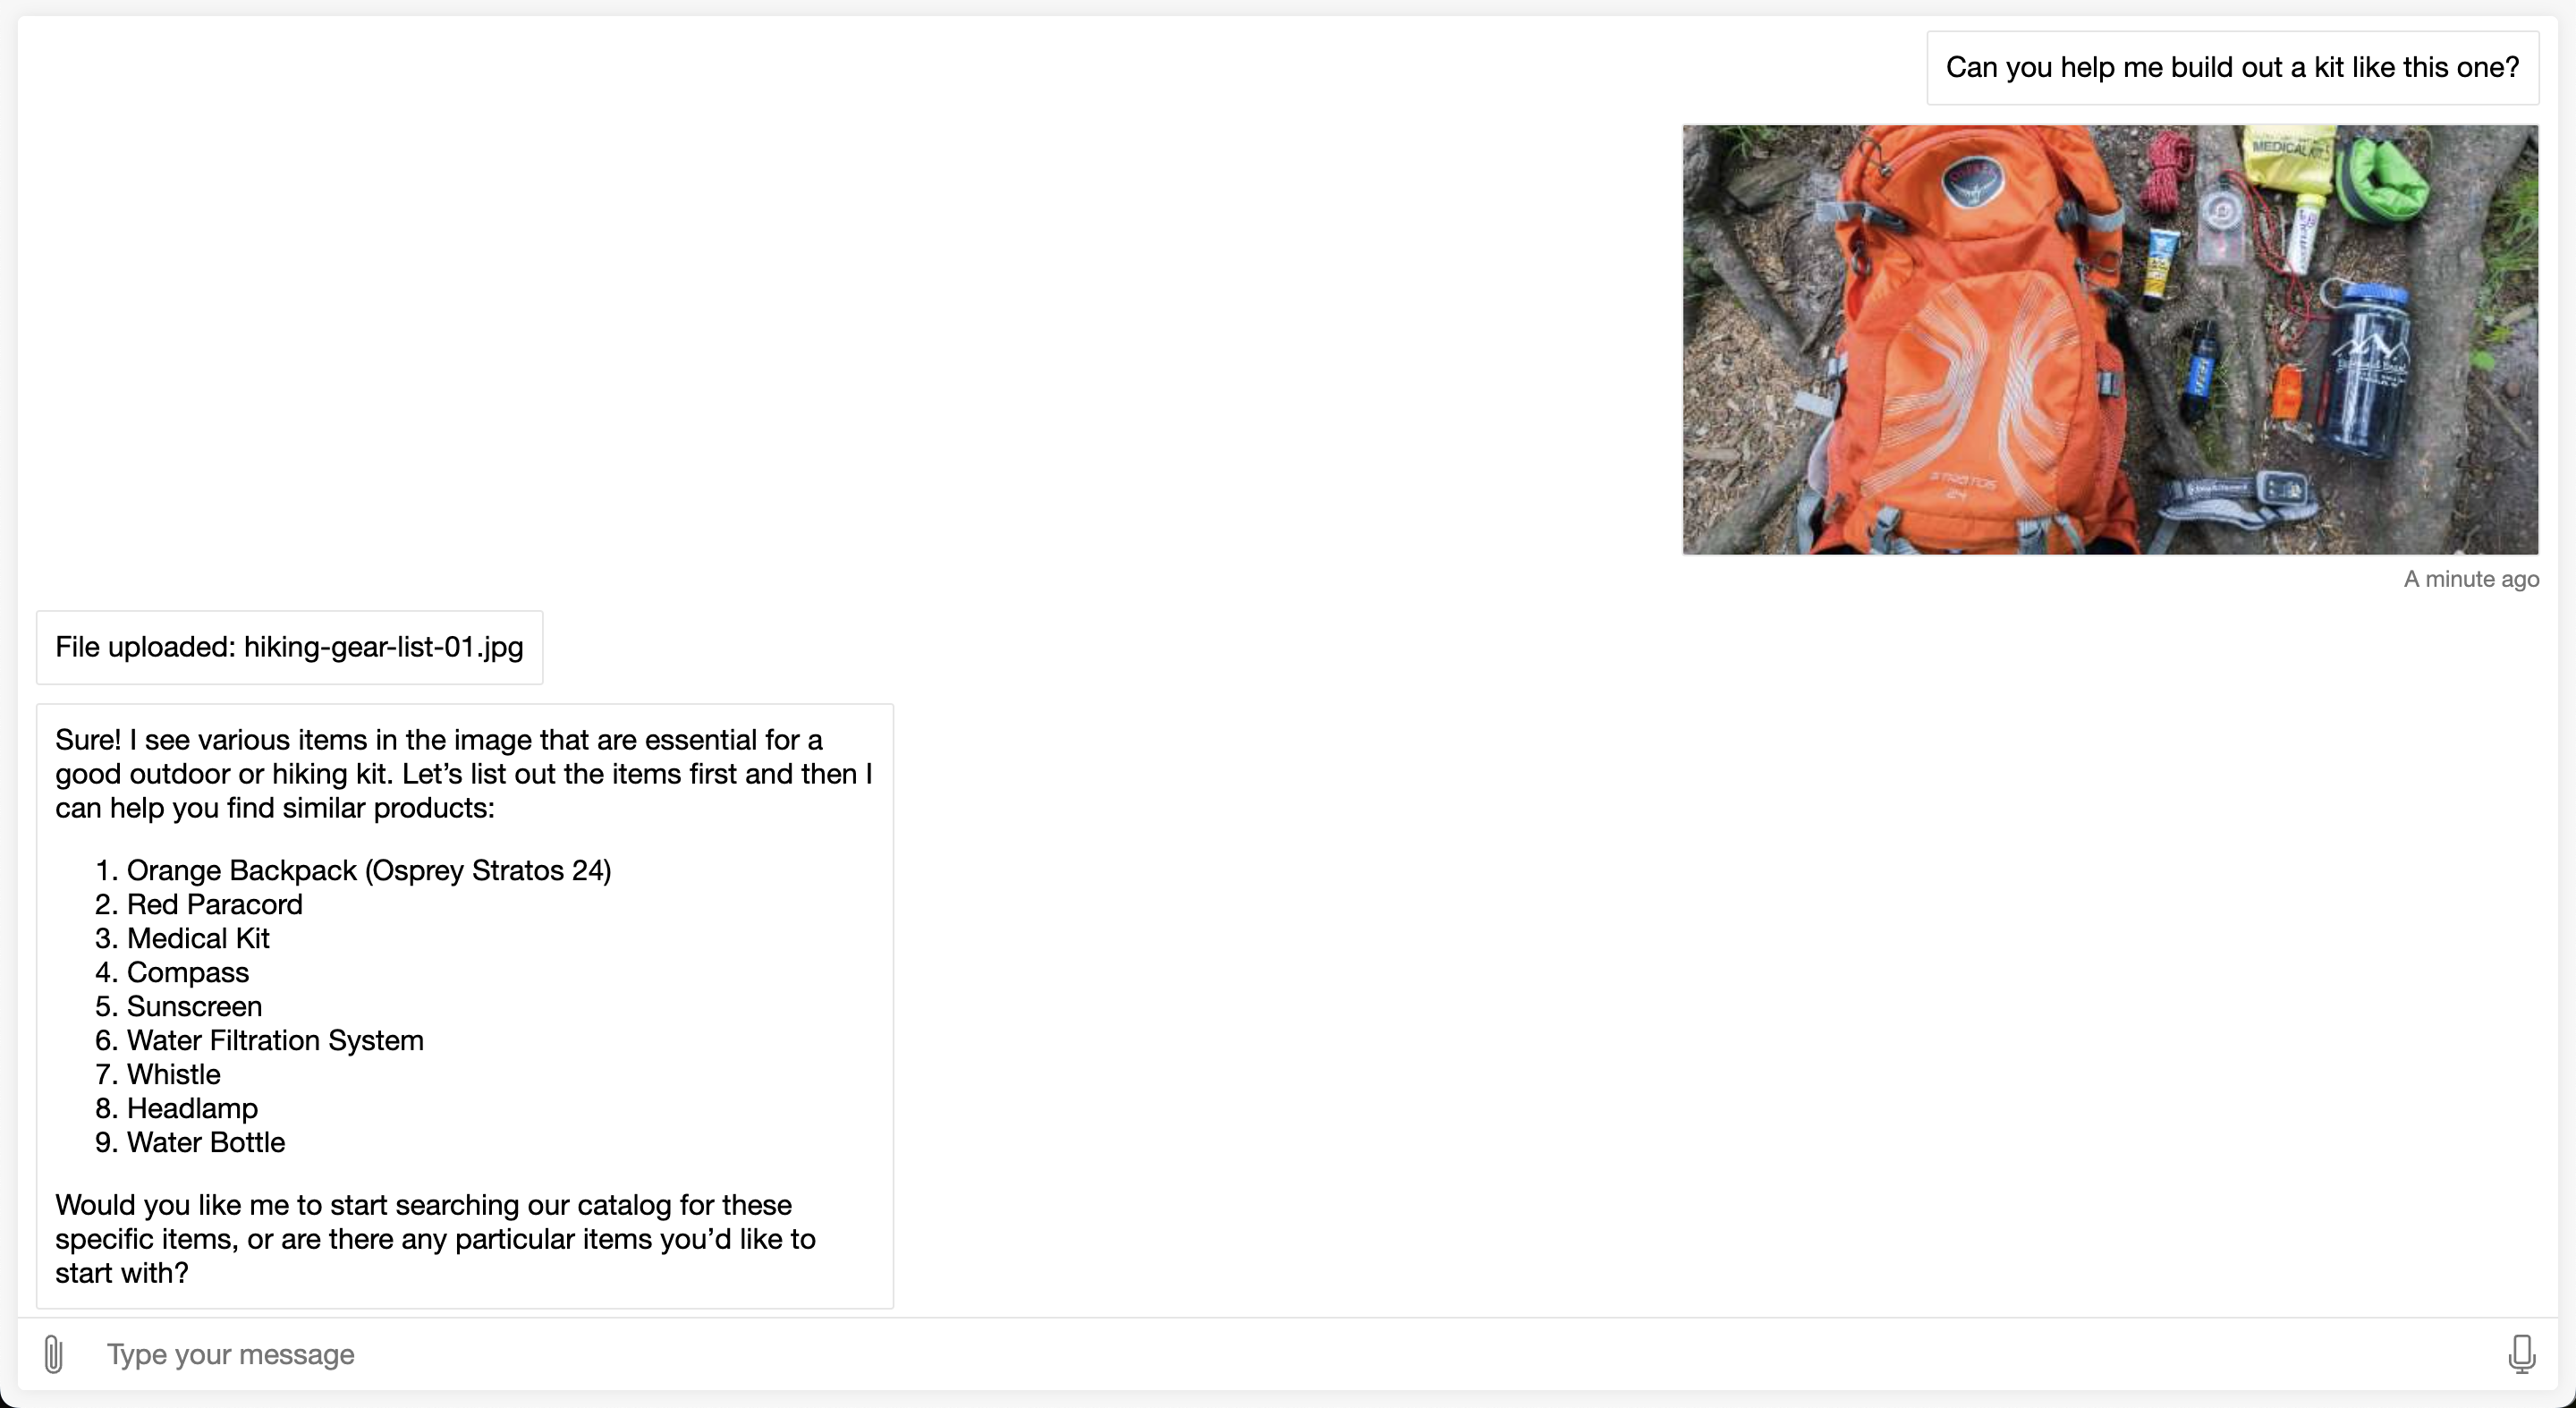 Can you help me build out a kit like this one?
OSPREY
MEDICAL KIT
STRATOS
24
A minute ago
File uploaded: hiking-gear-list-01.jpg
Sure! I see various items in the image that are essential for a
good outdoor or hiking kit. Let’s list out the items first and then I
can help you find similar products:
1. Orange Backpack (Osprey Stratos 24)
2. Red Paracord
3. Medical Kit
4. Compass
5. Sunscreen
6. Water Filtration System
7. Whistle
8. Headlamp
9. Water Bottle
Would you like me to start searching our catalog for these
specific items, or are there any particular items you’d like to
start with?
Type your message